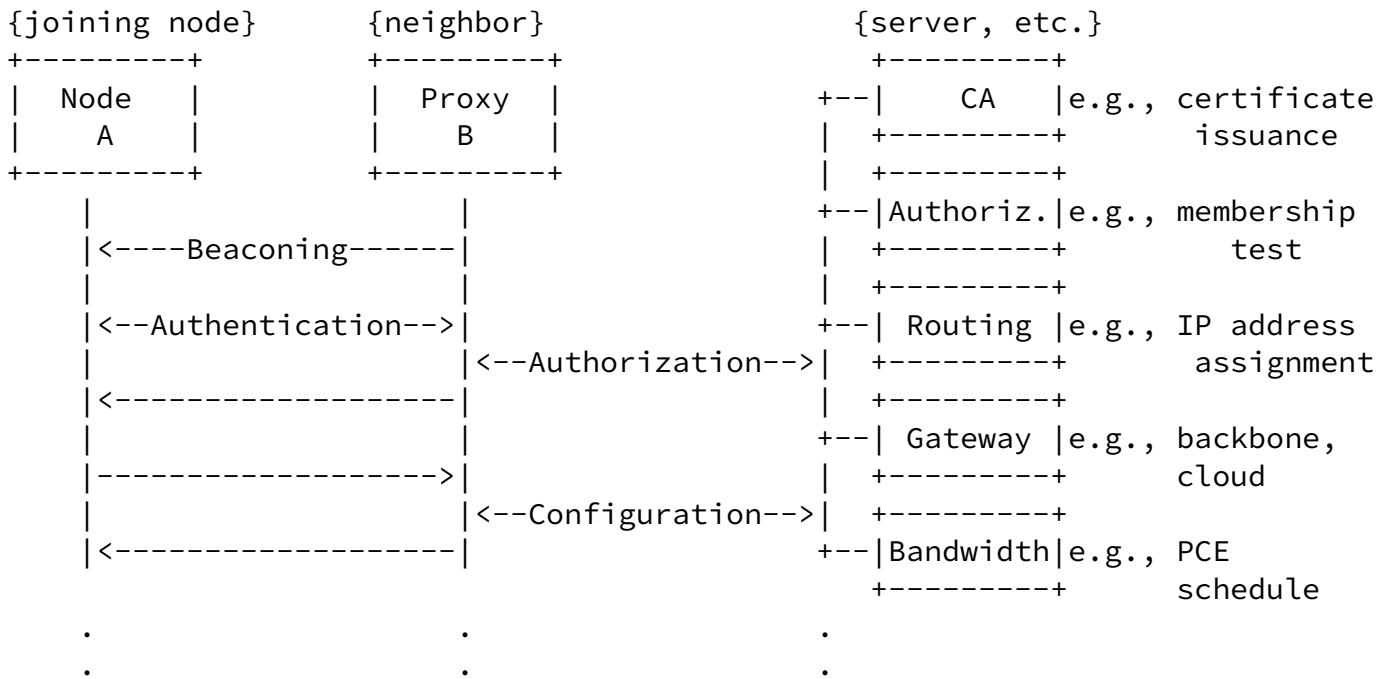 {joining node}        {neighbor}                 {server, etc.}
+---------+         +---------+                 +---------+
|  Node   |         |  Proxy  |              +--|    CA   |e.g., certificate
|    A    |         |    B    |              |  +---------+       issuance
+---------+         +---------+              |  +---------+
    |                    |                   +--|Authoriz.|e.g., membership
    |<----Beaconing------|                   |  +---------+         test
    |                    |                   |  +---------+
    |<--Authentication-->|                   +--| Routing |e.g., IP address
    |                    |<--Authorization-->|  +---------+       assignment
    |<-------------------|                   |  +---------+
    |                    |                   +--| Gateway |e.g., backbone,
    |------------------->|                   |  +---------+      cloud
    |                    |<--Configuration-->|  +---------+
    |<-------------------|                   +--|Bandwidth|e.g., PCE
                                                +---------+      schedule
    .                    .                   .
    .                    .                   .